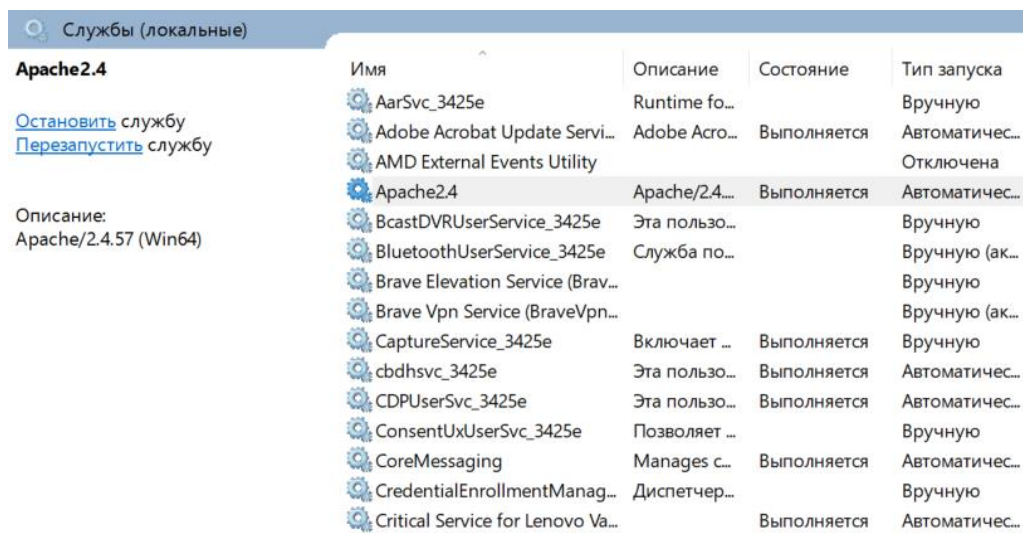 Службы (локальные)
Apache2.4
Остановить службу
Перезапустить службу
Описание:
Apache/2.4.57 (Win64)
Имя Описание Состояние Тип запуска
AarSvc_3425e Runtime fo... Вручную
Adobe Acrobat Update Servi... Adobe Acro... Выполняется Автоматичес...
AMD External Events Utility Отключена
Apache2.4 Apache/2.4.... Выполняется Автоматичес...
BcastDVRUserService_3425e Эта пользо... Вручную
BluetoothUserService_3425e Служба по... Вручную (ак...
Brave Elevation Service (Brav... Вручную
Brave Vpn Service (BraveVpn... Вручную (ак...
CaptureService_3425e Включает ... Выполняется Вручную
cbdhsvc_3425e Эта пользо... Выполняется Автоматичес...
CDPUserSvc_3425e Эта пользо... Выполняется Автоматичес...
ConsentUxUserSvc_3425e Позволяет ... Вручную
CoreMessaging Manages c... Выполняется Автоматичес...
CredentialEnrollmentManag... Диспетчер... Вручную
Critical Service for Lenovo Va... Выполняется Автоматичес...